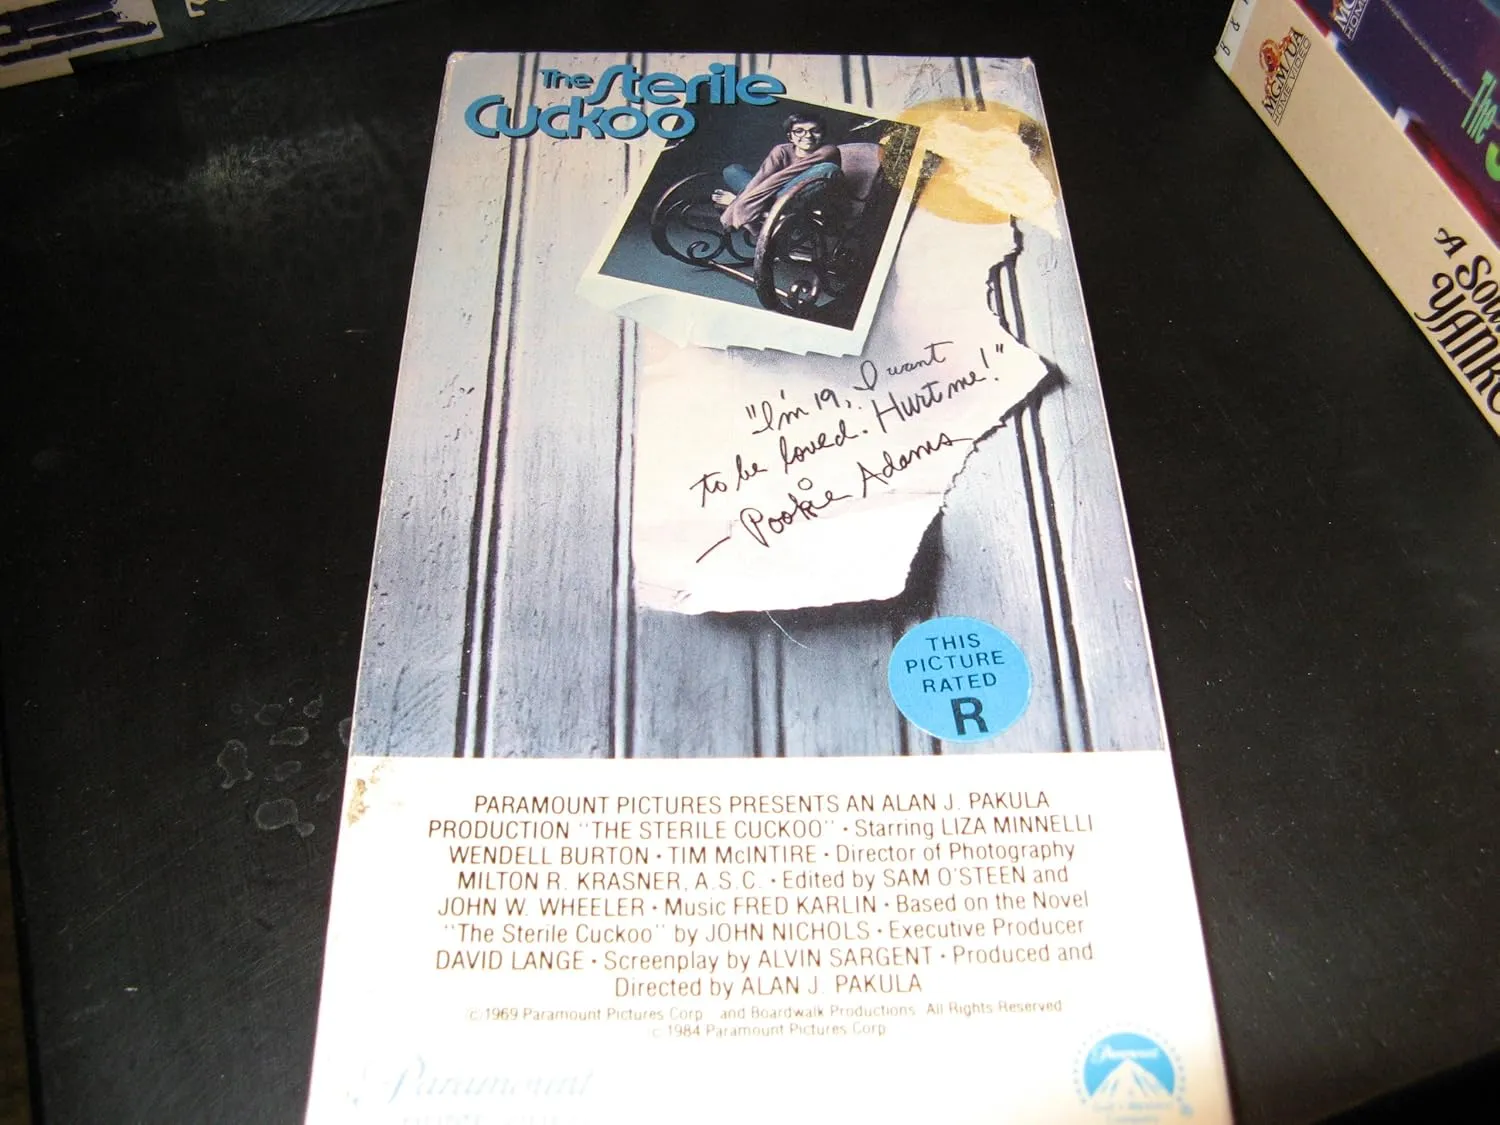 The Sterile
Cuckoo
"I'm 19, I want
to be loved. Hurt me!"
— Pookie Adams
THIS
PICTURE
RATED
R
PARAMOUNT PICTURES PRESENTS AN ALAN J. PAKULA
PRODUCTION "THE STERILE CUCKOO" • Starring LIZA MINNELLI
WENDELL BURTON • TIM McINTIRE • Director of Photography
MILTON R. KRASNER, A.S.C. • Edited by SAM O'STEEN and
JOHN W. WHEELER • Music FRED KARLIN • Based on the Novel
"The Sterile Cuckoo" by JOHN NICHOLS • Executive Producer
DAVID LANGE • Screenplay by ALVIN SARGENT • Produced and
Directed by ALAN J. PAKULA
c 1969 Paramount Pictures Corp. and Boardwalk Productions All Rights Reserved
c 1984 Paramount Pictures Corp
Paramount
Paramount
Company
MGM/UA
HOME VIDEO
A
YANK
The